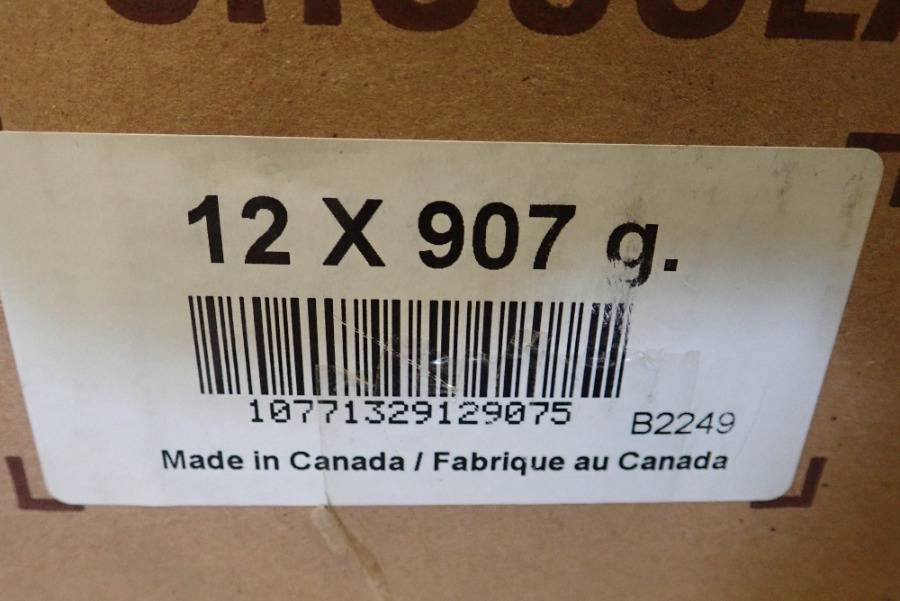 12 X 907 g.
10771329129075
B2249
Made in Canada / Fabrique au Canada